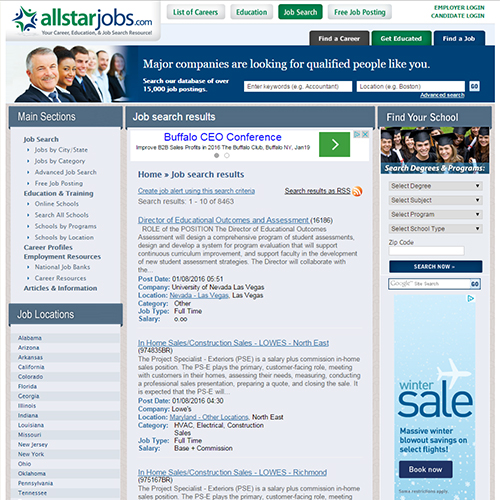 allstarjobs.com
Your Career, Education, & Job Search Resource!
List of Careers
Education
Job Search
Free Job Posting
EMPLOYER LOGIN
CANDIDATE LOGIN
Find a Career
Get Educated
Find a Job
Major companies are looking for qualified people like you.
Search our database of over
15,000 job postings.
Enter keywords (e.g. Accountant)
Location (e.g. Boston)
GO
Advanced search
Main Sections
Job Search
Jobs by City/State
Jobs by Category
Advanced Job Search
Free Job Posting
Education & Training
Online Schools
Search All Schools
Schools by Programs
Schools by Location
Career Profiles
Employment Resources
National Job Banks
Career Resources
Articles & Information
Job Locations
Alabama
Arizona
Arkansas
California
Colorado
Florida
Georgia
Illinois
Indiana
Louisiana
Missouri
New Jersey
New York
Ohio
Oklahoma
Pennsylvania
Tennessee
Job search results
Buffalo CEO Conference
Improve B2B Sales Profits in 2016 The Buffalo Club, Buffalo NY, Jan19
Home » Job search results
Create job alert using this search criteria
Search results as RSS
Search results: 1 - 10 of 8463
Director of Educational Outcomes and Assessment (16186)
ROLE of the POSITION The Director of Educational Outcomes
Assessment will design a comprehensive program of student assessments,
design and develop a system for program evaluation that will support
continuous curriculum improvement, and support faculty in the development
of new student assessment strategies. The Director will collaborate with
the...
Post Date: 01/08/2016 05:51
Company: University of Nevada Las Vegas
Location: Nevada - Las Vegas, Las Vegas
Category: Other
Job Type: Full Time
Salary: 0.00
In Home Sales/Construction Sales - LOWES - North East
(974835BR)
The Project Specialist - Exteriors (PSE) is a salary plus commission in-home
sales position. The PS-E plays the primary, customer-facing role, meeting
with customers in their homes, assessing their needs, measuring, conducting
a professional sales presentation, preparing a quote, and closing the sale. It
is expected that the PS-E will...
Post Date: 01/08/2016 04:30
Company: Lowe's
Location: Maryland - Other Locations, North East
Category: HVAC, Electrical, Construction
Sales
Job Type: Full Time
Salary: Base + Commission
In Home Sales/Construction Sales - LOWES - Richmond
(975167BR)
The Project Specialist - Exteriors (PSE) is a salary plus commission in-home
sales position. The PS-E plays the primary, customer-facing role, meeting
Find Your School
Search Degrees & Programs:
Select Degree
Select Subject
Select Program
Select School Type
Zip Code
SEARCH NOW »
Google Site Search
GO
winter
sale
Massive winter
blowout savings on
select flights!
Book now
Some restrictions apply.